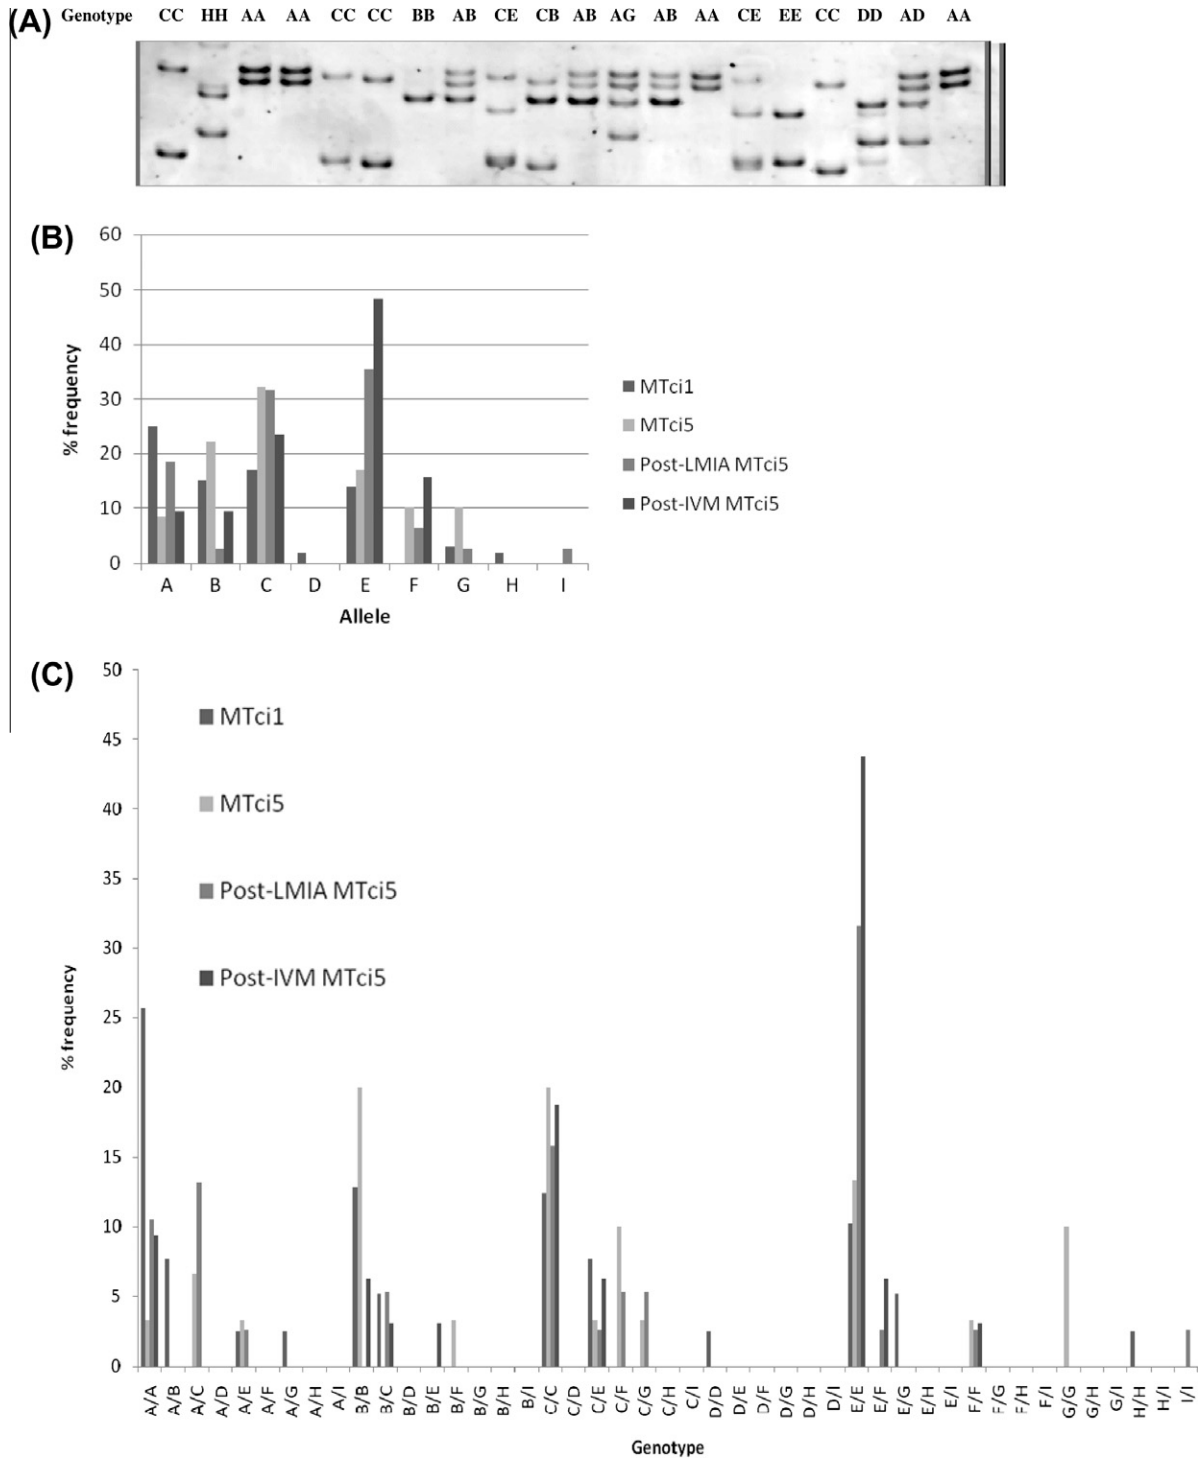 (A)
Genotype CC HH AA AA CC CC BB AB CE CB AB AG AB AA CE EE CC DD AD AA
(B)
60
50
40
30
20
10
0
% frequency
A B C D E F G H I
Allele
MTci1
MTci5
Post-LMIA MTci5
Post-IVM MTci5
(C)
50
45
40
35
30
25
20
15
10
5
0
% frequency
MTci1
MTci5
Post-LMIA MTci5
Post-IVM MTci5
A/A A/B A/C A/D A/E A/F A/G A/H A/I B/B B/C B/D B/E B/F B/G B/H B/I C/C C/D C/E C/F C/G C/H C/I D/D D/E D/F D/G D/H D/I E/E E/F E/G E/H E/I F/F F/G F/H F/I G/G G/H G/I H/H H/I I/I
Genotype